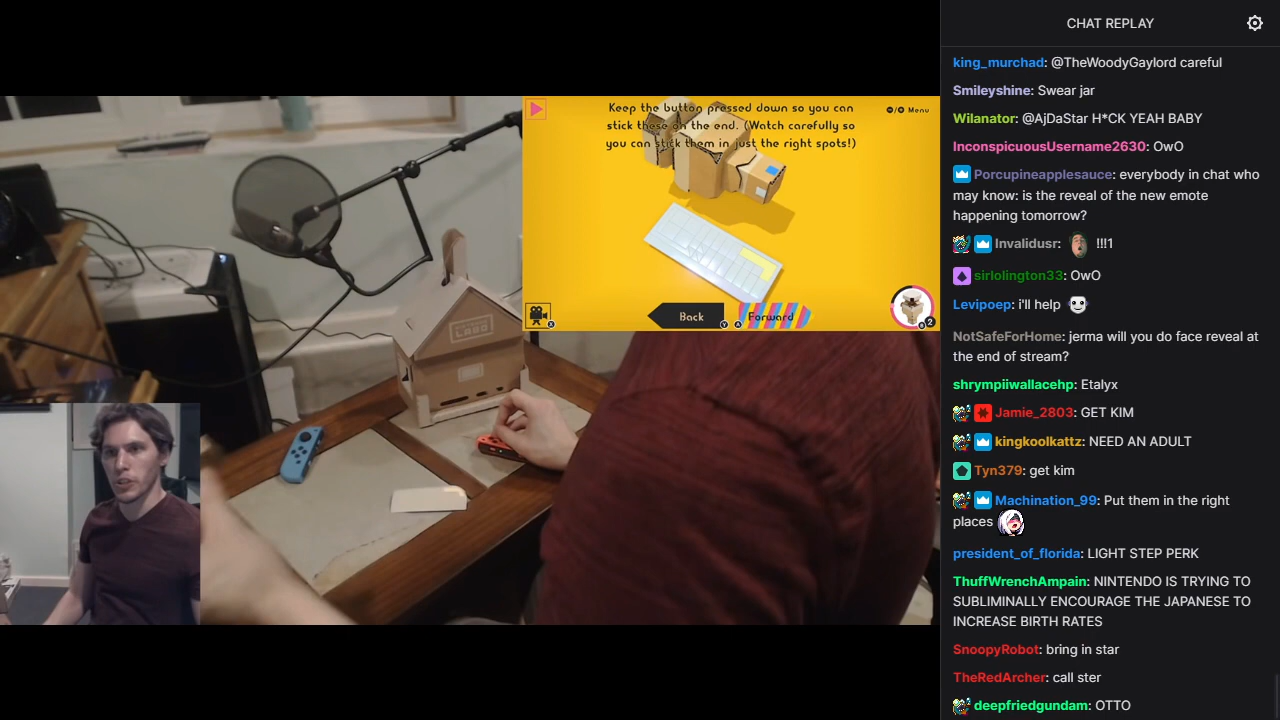 CHAT REPLAY
king_murchad: @TheWoodyGaylord careful
Smileyshine: Swear jar
Wilanator: @AjDaStar H*CK YEAH BABY
InconspicuousUsername2630: OwO
Porcupineapplesauce: everybody in chat who
may know: is the reveal of the new emote
happening tomorrow?
Invalidusr: !!!1
sirlolington33: OwO
Levipoep: i'll help
NotSafeForHome: jerma will you do face reveal at
the end of stream?
shrympiiwallacehp: Etalyx
Jamie_2803: GET KIM
kingkoolkattz: NEED AN ADULT
Tyn379: get kim
Machination_99: Put them in the right
places
president_of_florida: LIGHT STEP PERK
ThuffWrenchAmpain: NINTENDO IS TRYING TO
SUBLIMINALLY ENCOURAGE THE JAPANESE TO
INCREASE BIRTH RATES
SnoopyRobot: bring in star
TheRedArcher: call ster
deepfriedgundam: OTTO
Keep the button pressed down so you can
stick these on the end. (Watch carefully so
you can stick them in just the right spots!)
Menu
Back
Y
A
Forward
X
2
LABO